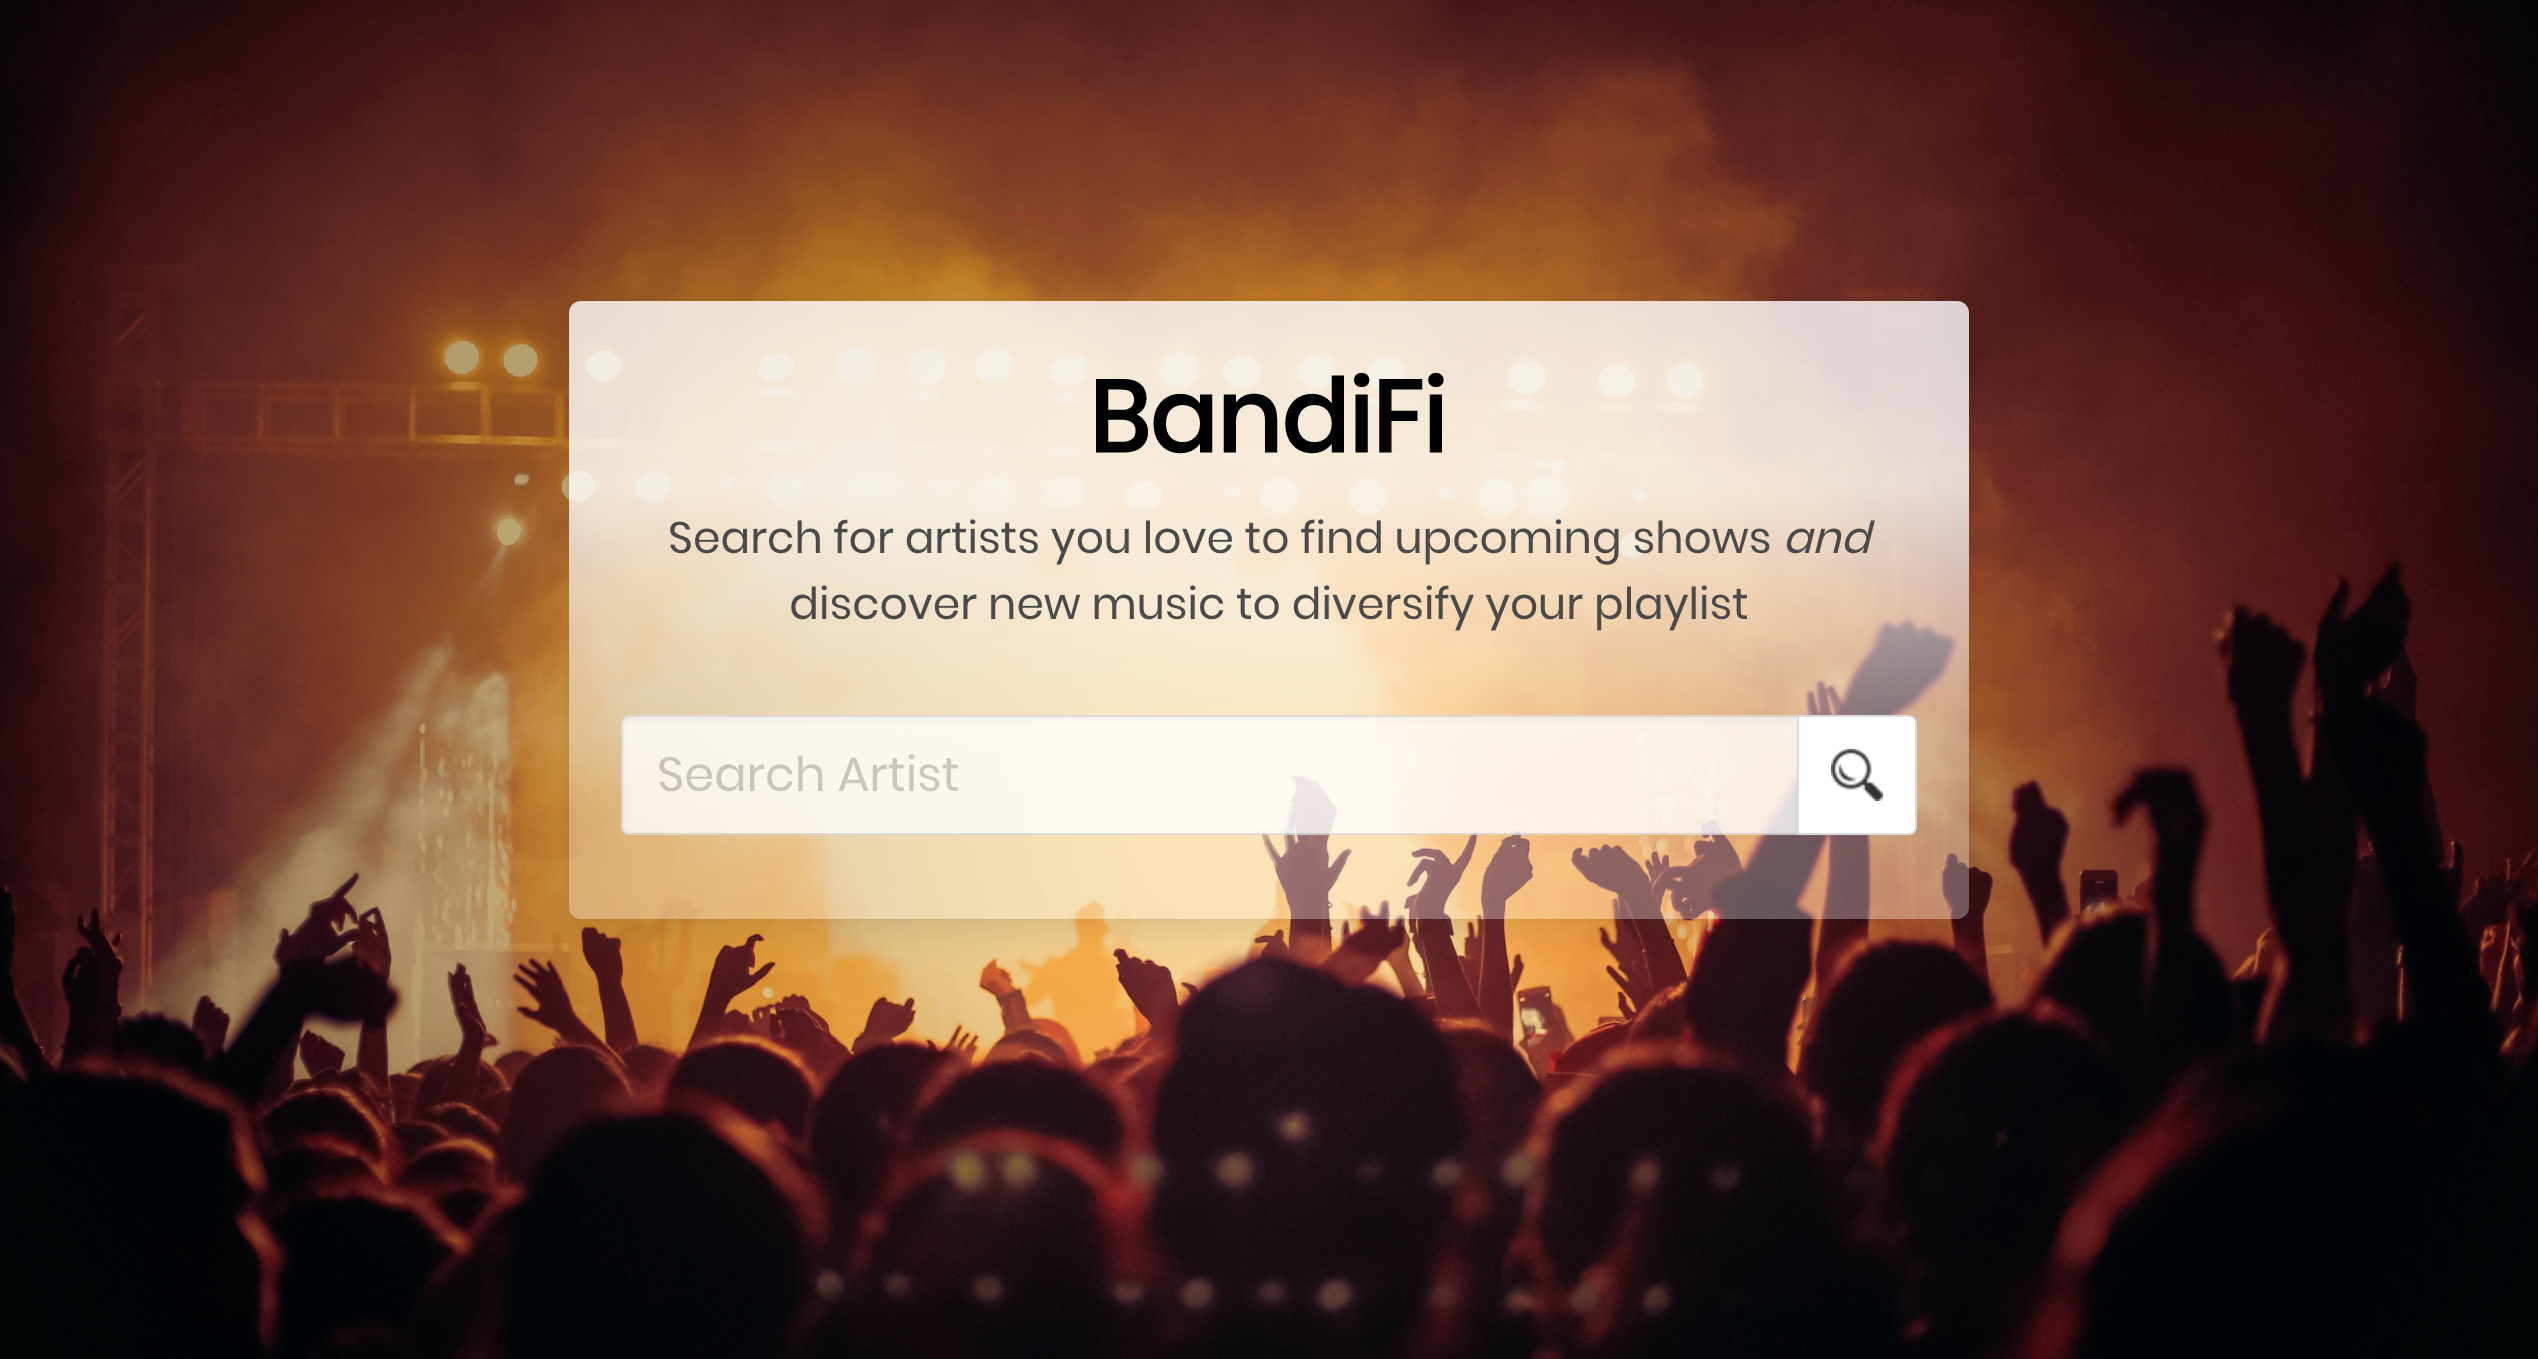 BandiFi
Search for artists you love to find upcoming shows and
discover new music to diversify your playlist
Search Artist